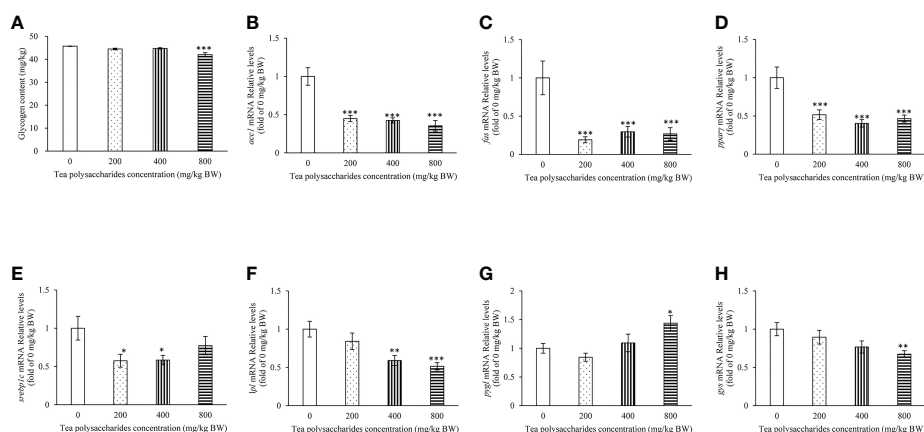 A
Glycogen content (mg/kg)
50
40
30
20
10
0
***
0 200 400 800
Tea polysaccharides concentration (mg/kg BW)
B
acc1 mRNA Relative levels
(fold of 0 mg/kg BW)
1.5
1
0.5
0
*** *** ***
0 200 400 800
Tea polysaccharides concentration (mg/kg BW)
C
fas mRNA Relative levels
(fold of 0 mg/kg BW)
1.5
1
0.5
0
*** *** ***
0 200 400 800
Tea polysaccharides concentration (mg/kg BW)
D
pparγ mRNA Relative levels
(fold of 0 mg/kg BW)
1.5
1
0.5
0
*** *** ***
0 200 400 800
Tea polysaccharides concentration (mg/kg BW)
E
srebp1c mRNA Relative levels
(fold of 0 mg/kg BW)
1.5
1
0.5
0
* *
0 200 400 800
Tea polysaccharides concentration (mg/kg BW)
F
lpl mRNA Relative levels
(fold of 0 mg/kg BW)
1.5
1
0.5
0
** ***
0 200 400 800
Tea polysaccharides concentration (mg/kg BW)
G
pygl mRNA Relative levels
(fold of 0 mg/kg BW)
2
1.5
1
0.5
0
*
0 200 400 800
Tea polysaccharides concentration (mg/kg BW)
H
gys mRNA Relative levels
(fold of 0 mg/kg BW)
1.5
1
0.5
0
**
0 200 400 800
Tea polysaccharides concentration (mg/kg BW)